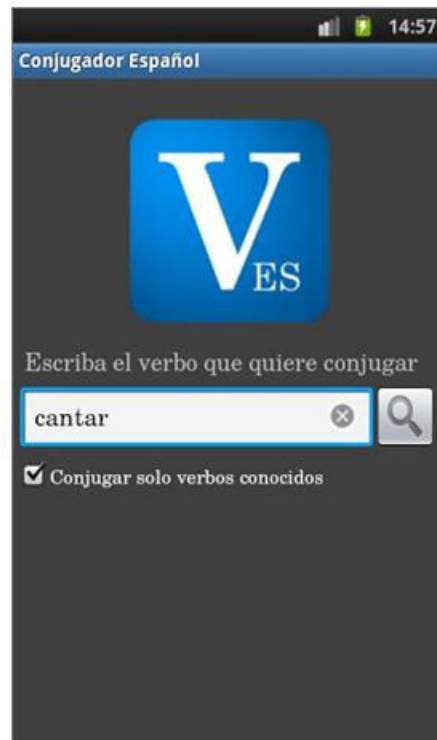 14:57
Conjugador Español
V
ES
Escriba el verbo que quiere conjugar
cantar
Conjugar solo verbos conocidos